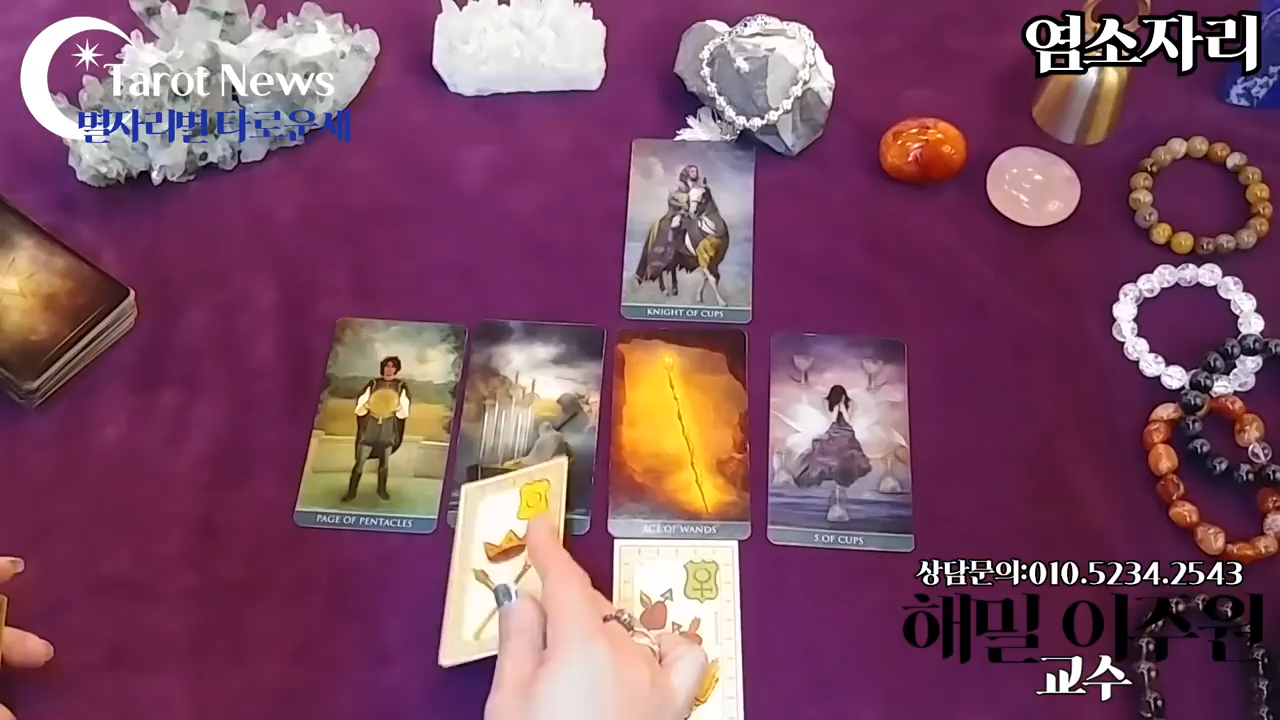 Tarot News
별자리별 타로운세
염소자리
KNIGHT OF CUPS
PAGE OF PENTACLES
ACE OF WANDS
5 OF CUPS
상담문의:010.5234.2543
해밀 이주원
교수